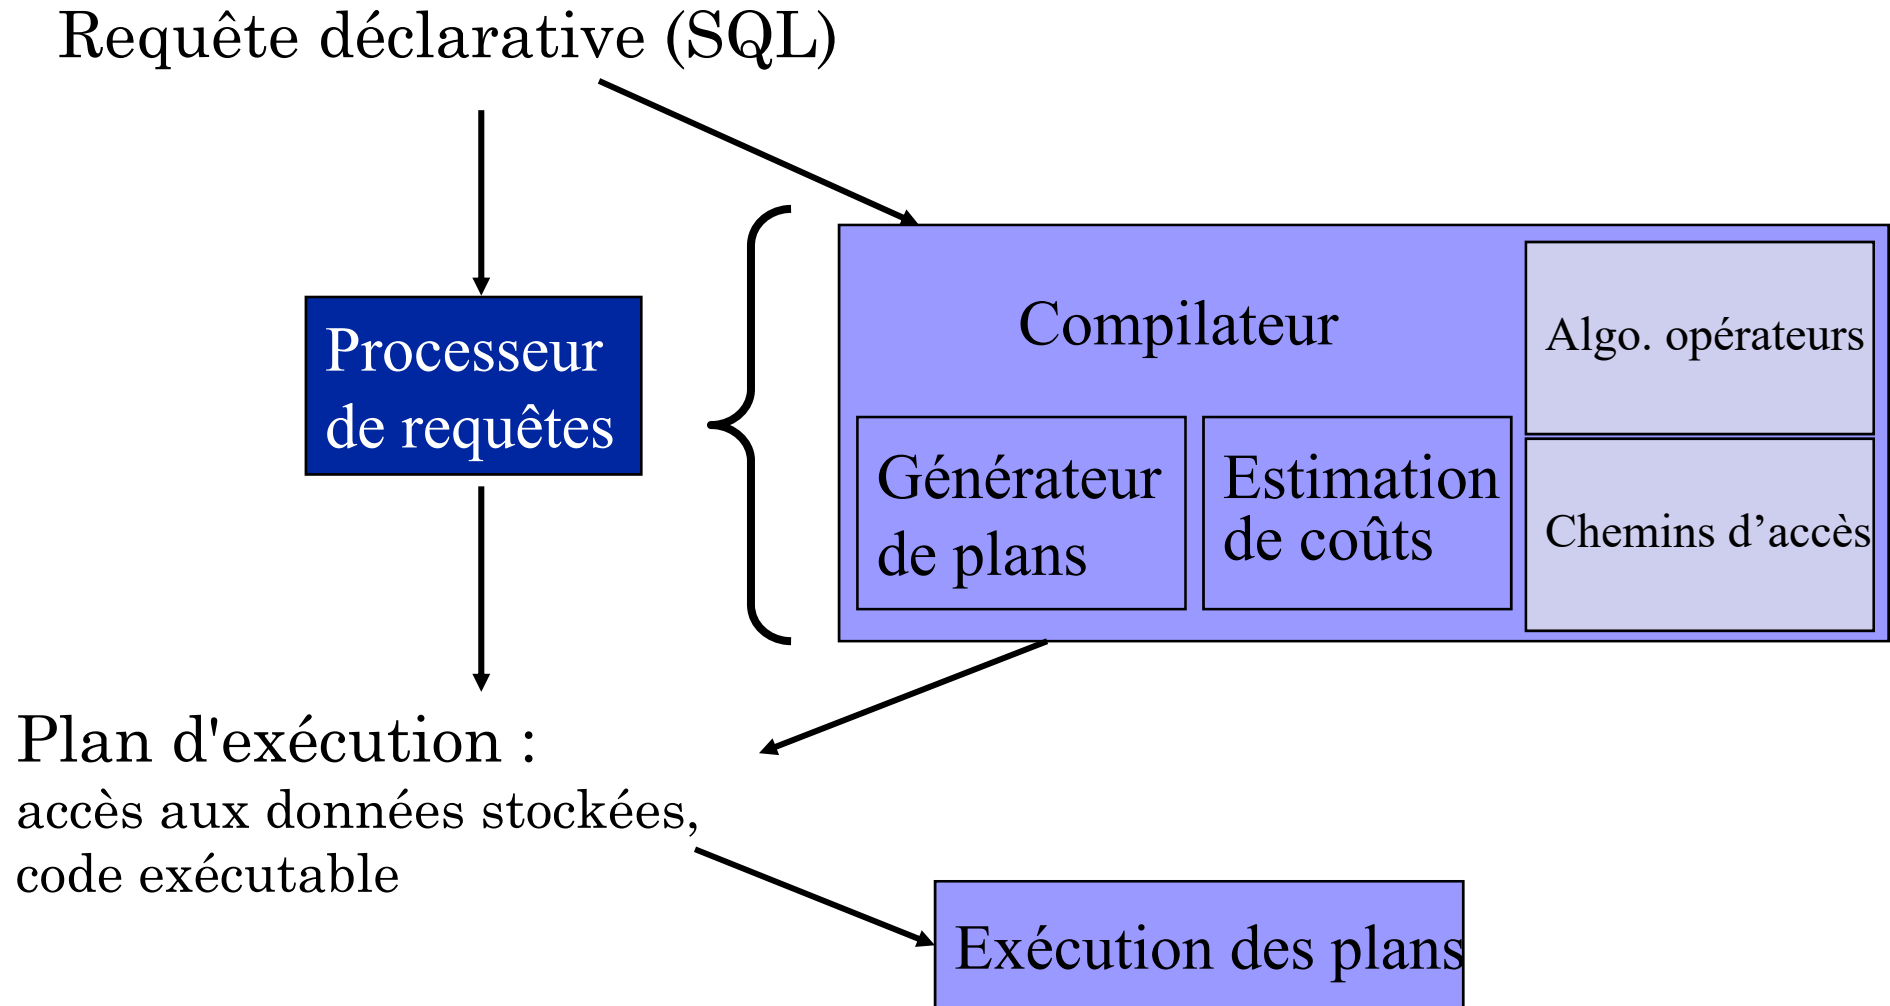 Requête déclarative (SQL)
Processeur
de requêtes
Compilateur
Algo. opérateurs
Générateur
de plans
Estimation
de coûts
Chemins d’accès
Plan d'exécution :
accès aux données stockées,
code exécutable
Exécution des plans